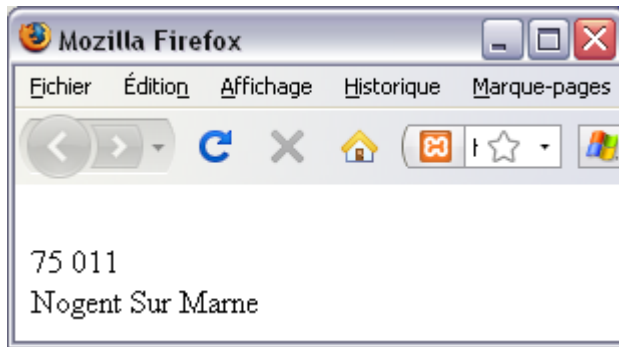 Mozilla Firefox
Fichier Édition Affichage Historique Marque-pages
75 011
Nogent Sur Marne